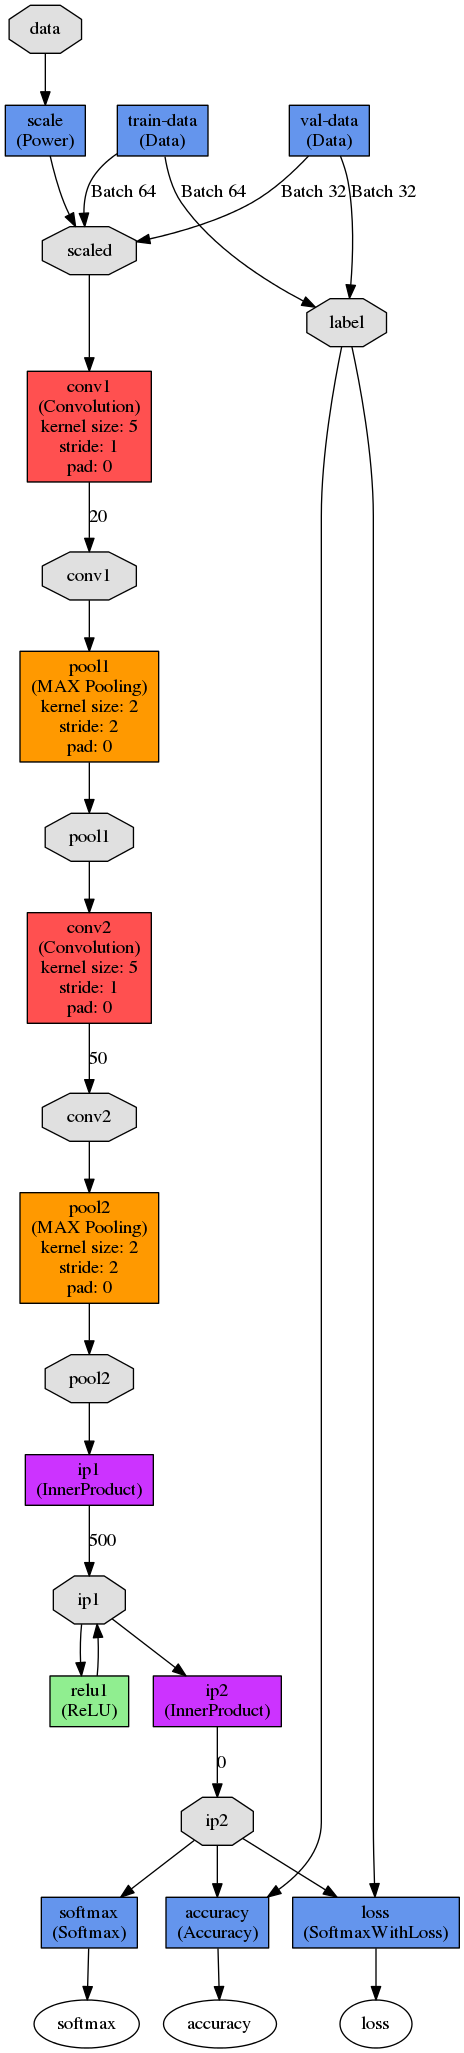 data
scale
(Power)
train-data
(Data)
val-data
(Data)
Batch 64
Batch 64
Batch 32
Batch 32
scaled
label
conv1
(Convolution)
kernel size: 5
stride: 1
pad: 0
20
conv1
pool1
(MAX Pooling)
kernel size: 2
stride: 2
pad: 0
pool1
conv2
(Convolution)
kernel size: 5
stride: 1
pad: 0
50
conv2
pool2
(MAX Pooling)
kernel size: 2
stride: 2
pad: 0
pool2
ip1
(InnerProduct)
500
ip1
relu1
(ReLU)
ip2
(InnerProduct)
0
ip2
softmax
(Softmax)
accuracy
(Accuracy)
loss
(SoftmaxWithLoss)
softmax
accuracy
loss